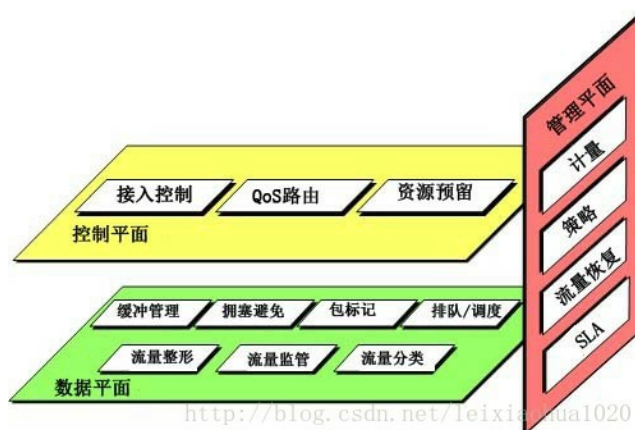 管理平面
计量
策略
流量恢复
SLA
接入控制
QoS路由
资源预留
控制平面
缓冲管理
拥塞避免
包标记
排队/调度
流量整形
流量监管
流量分类
数据平面
http://blog.csdn.net/leixiaohua1020